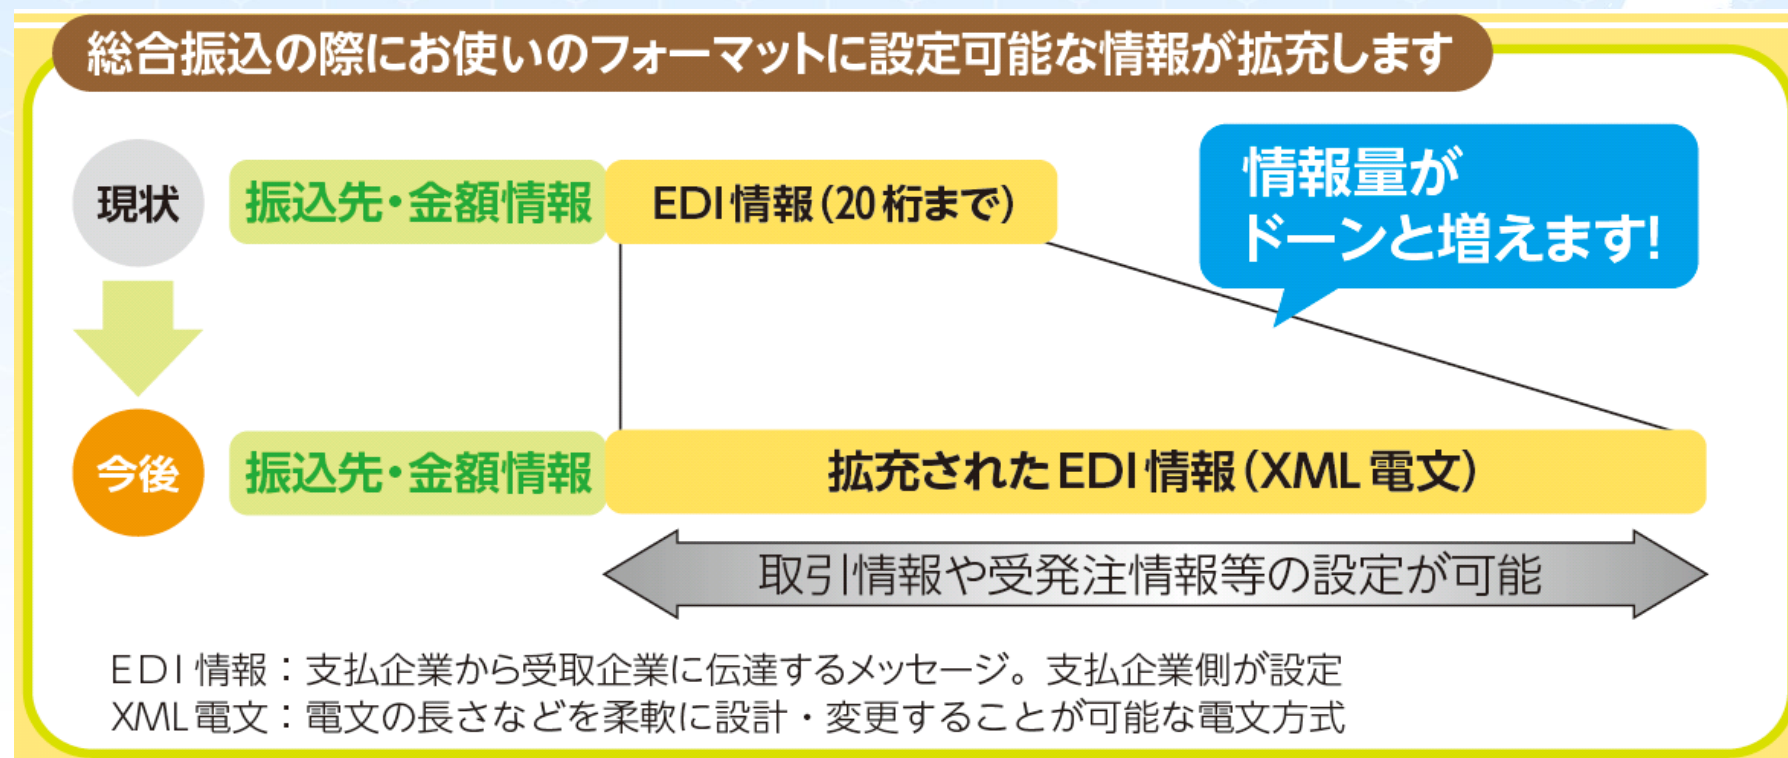 総合振込の際にお使いのフォーマットに設定可能な情報が拡充します
現状
振込先・金額情報
EDI情報(20桁まで)
情報量が
ドーンと増えます!
今後
振込先・金額情報
拡充されたEDI情報(XML電文)
取引情報や受発注情報等の設定が可能
EDI情報:支払企業から受取企業に伝達するメッセージ。支払企業側が設定
XML電文:電文の長さなどを柔軟に設計・変更することが可能な電文方式